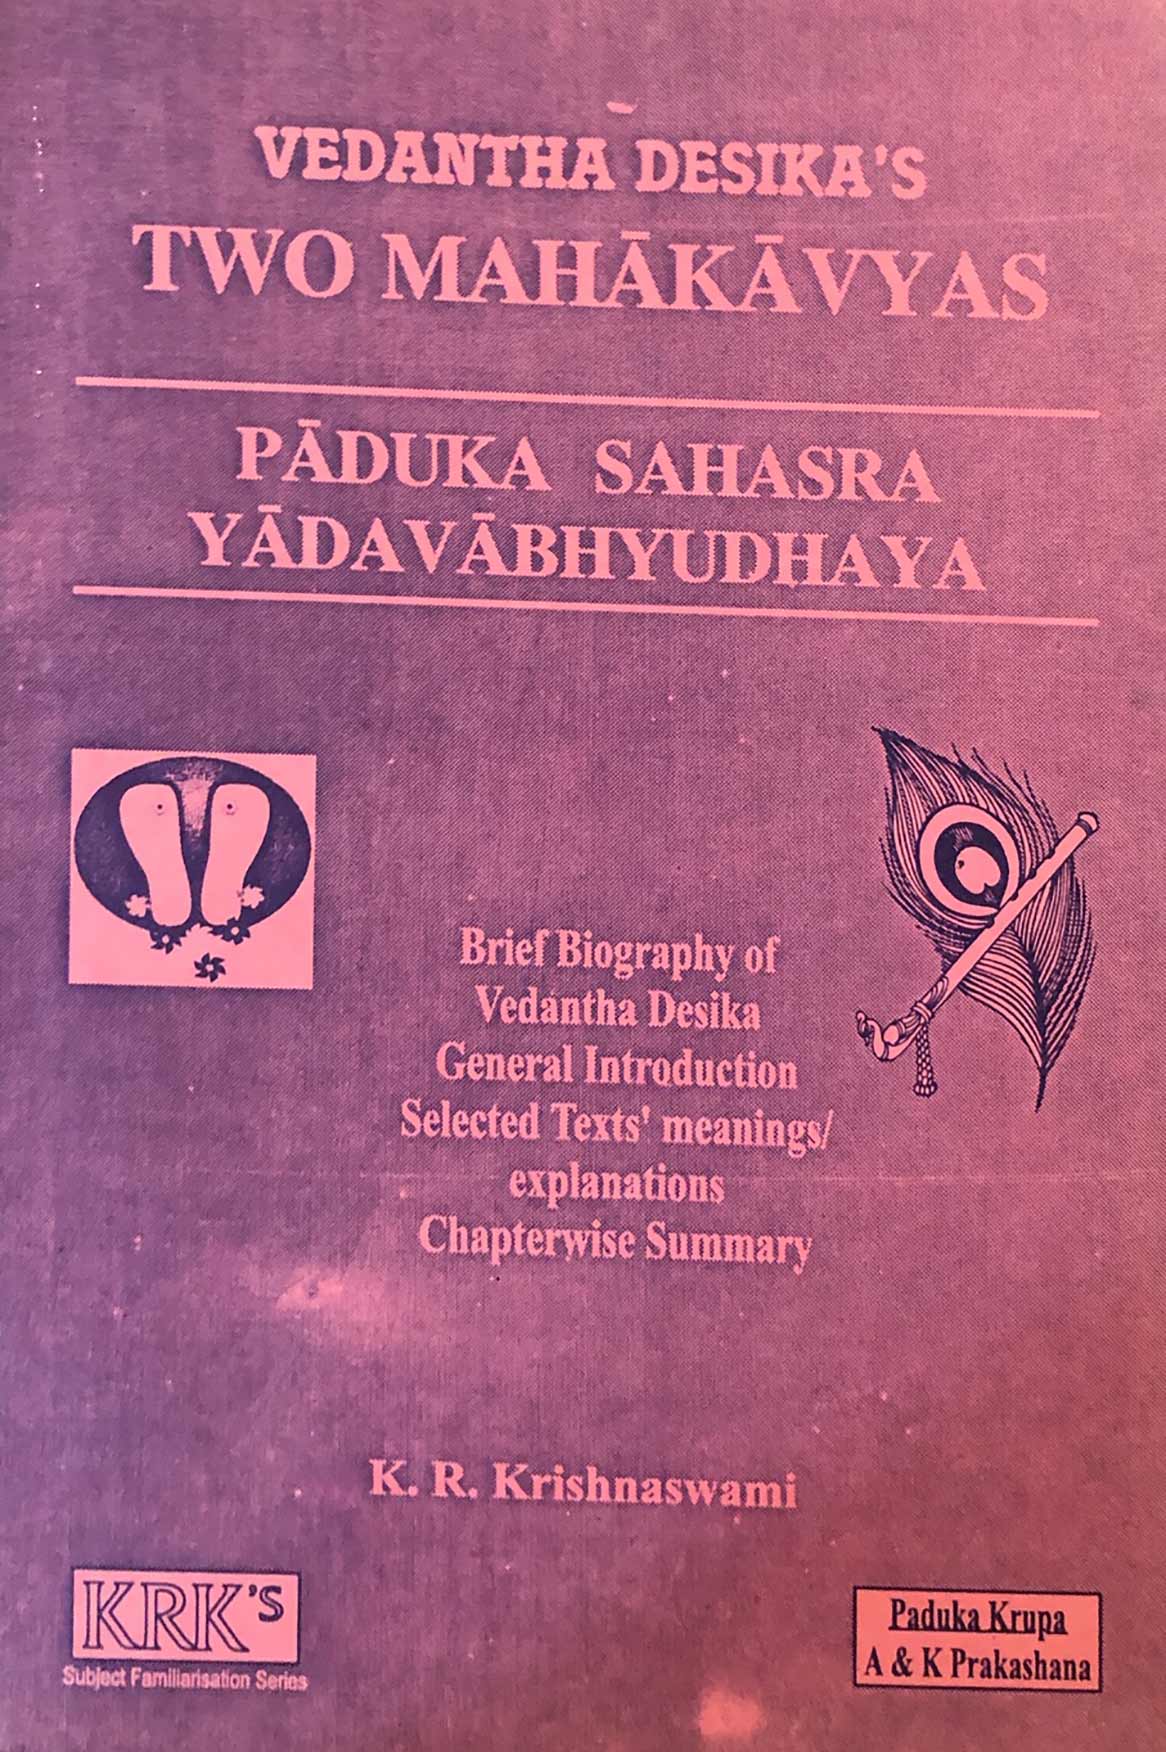 VEDANTHA DESIKA'S
TWO MAHĀKĀVYAS
PĀDUKA SAHASRA
YĀDAVĀBHYUDHAYA
Brief Biography of
Vedantha Desika
General Introduction
Selected Texts' meanings/
explanations
Chapterwise Summary
K. R. Krishnaswami
KRK'S
Subject Familiarisation Series
Paduka Krupa
A & K Prakashana